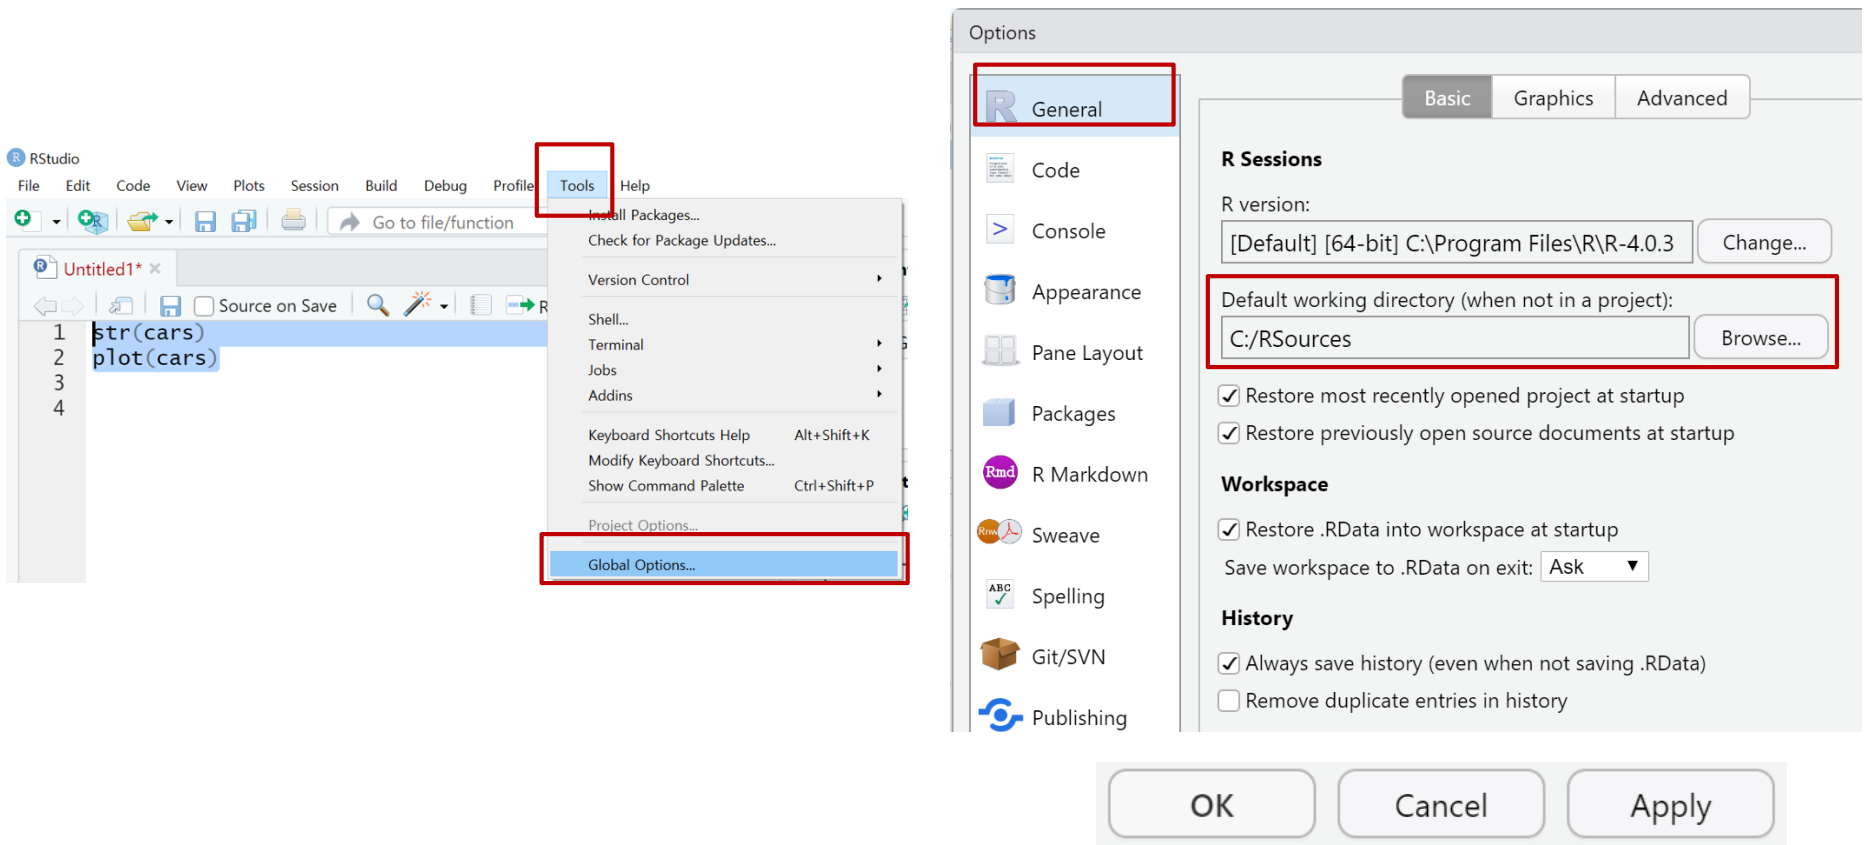 RStudio
File Edit Code View Plots Session Build Debug Profile Tools Help
Go to file/function
Untitled1*
Source on Save
1 str(cars)
2 plot(cars)
3
4
Install Packages...
Check for Package Updates...
Version Control
Shell...
Terminal
Jobs
Addins
Keyboard Shortcuts Help Alt+Shift+K
Modify Keyboard Shortcuts...
Show Command Palette Ctrl+Shift+P
Project Options...
Global Options...
Options
General
Code
Console
Appearance
Pane Layout
Packages
Rmd R Markdown
Rnw Sweave
ABC Spelling
Git/SVN
Publishing
Basic Graphics Advanced
R Sessions
R version:
[Default] [64-bit] C:\Program Files\R\R-4.0.3 Change...
Default working directory (when not in a project):
C:/RSources Browse...
Restore most recently opened project at startup
Restore previously open source documents at startup
Workspace
Restore .RData into workspace at startup
Save workspace to .RData on exit: Ask
History
Always save history (even when not saving .RData)
Remove duplicate entries in history
OK Cancel Apply